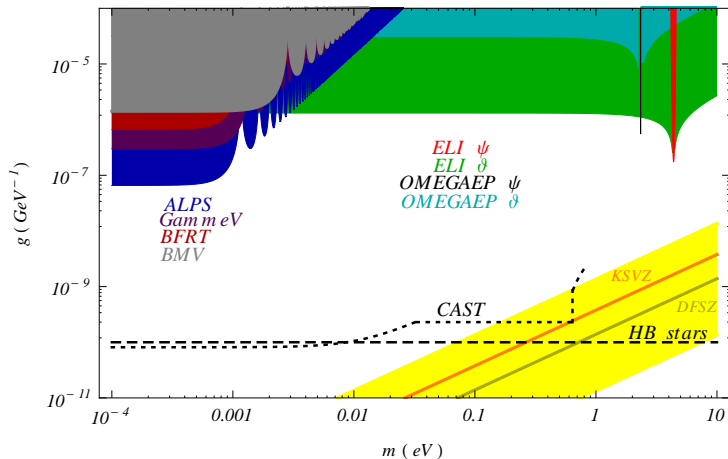 10^-5
10^-7
10^-9
10^-11
g ( GeV^-1 )
ELI ψ
ELI ϑ
OMEGAEP ψ
OMEGAEP ϑ
ALPS
Gam m eV
BFRT
BMV
KSVZ
DFSZ
CAST
HB stars
10^-4
0.001
0.01
0.1
1
10
m ( eV )